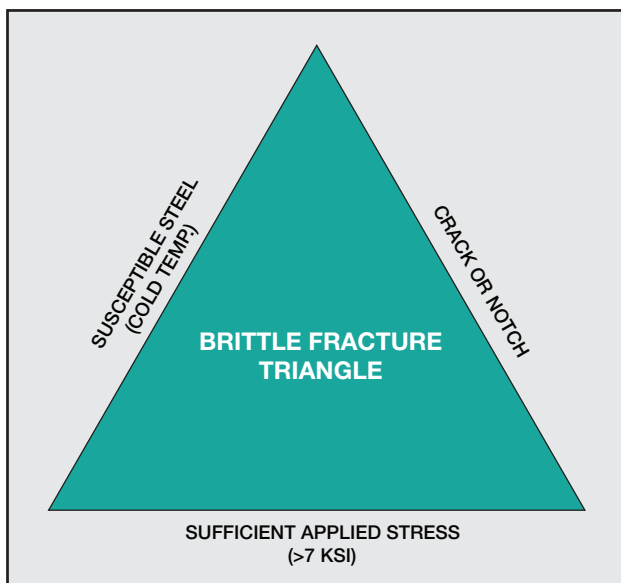 SUSCEPTIBLE STEEL
(COLD TEMP.)
CRACK OR NOTCH
BRITTLE FRACTURE
TRIANGLE
SUFFICIENT APPLIED STRESS
(>7 KSI)